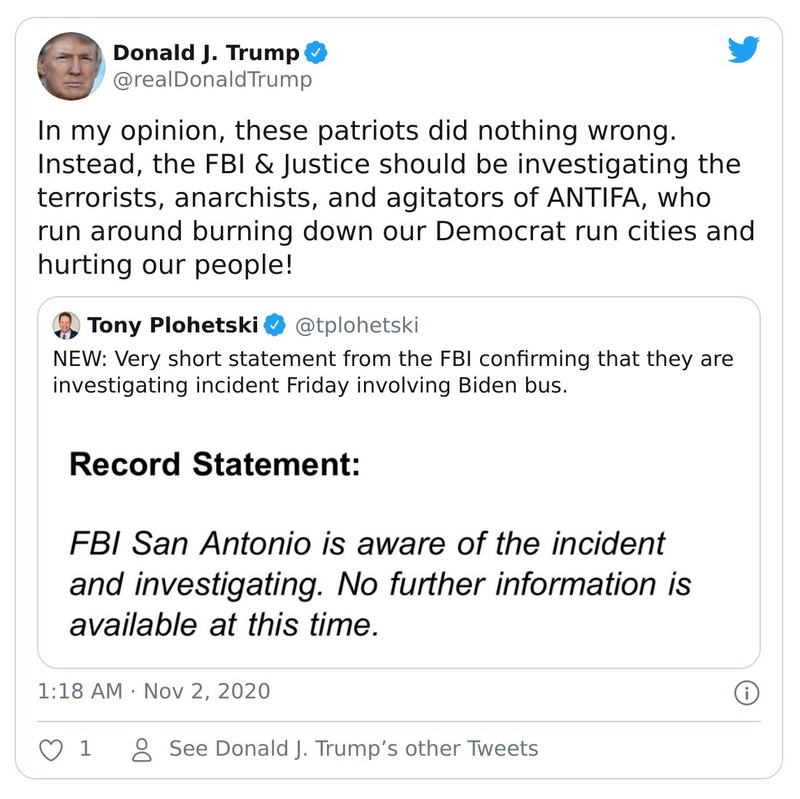 Donald J. Trump
@realDonaldTrump
In my opinion, these patriots did nothing wrong.
Instead, the FBI & Justice should be investigating the
terrorists, anarchists, and agitators of ANTIFA, who
run around burning down our Democrat run cities and
hurting our people!
Tony Plohetski @tplohetski
NEW: Very short statement from the FBI confirming that they are
investigating incident Friday involving Biden bus.
Record Statement:
FBI San Antonio is aware of the incident
and investigating. No further information is
available at this time.
1:18 AM · Nov 2, 2020
1 See Donald J. Trump’s other Tweets